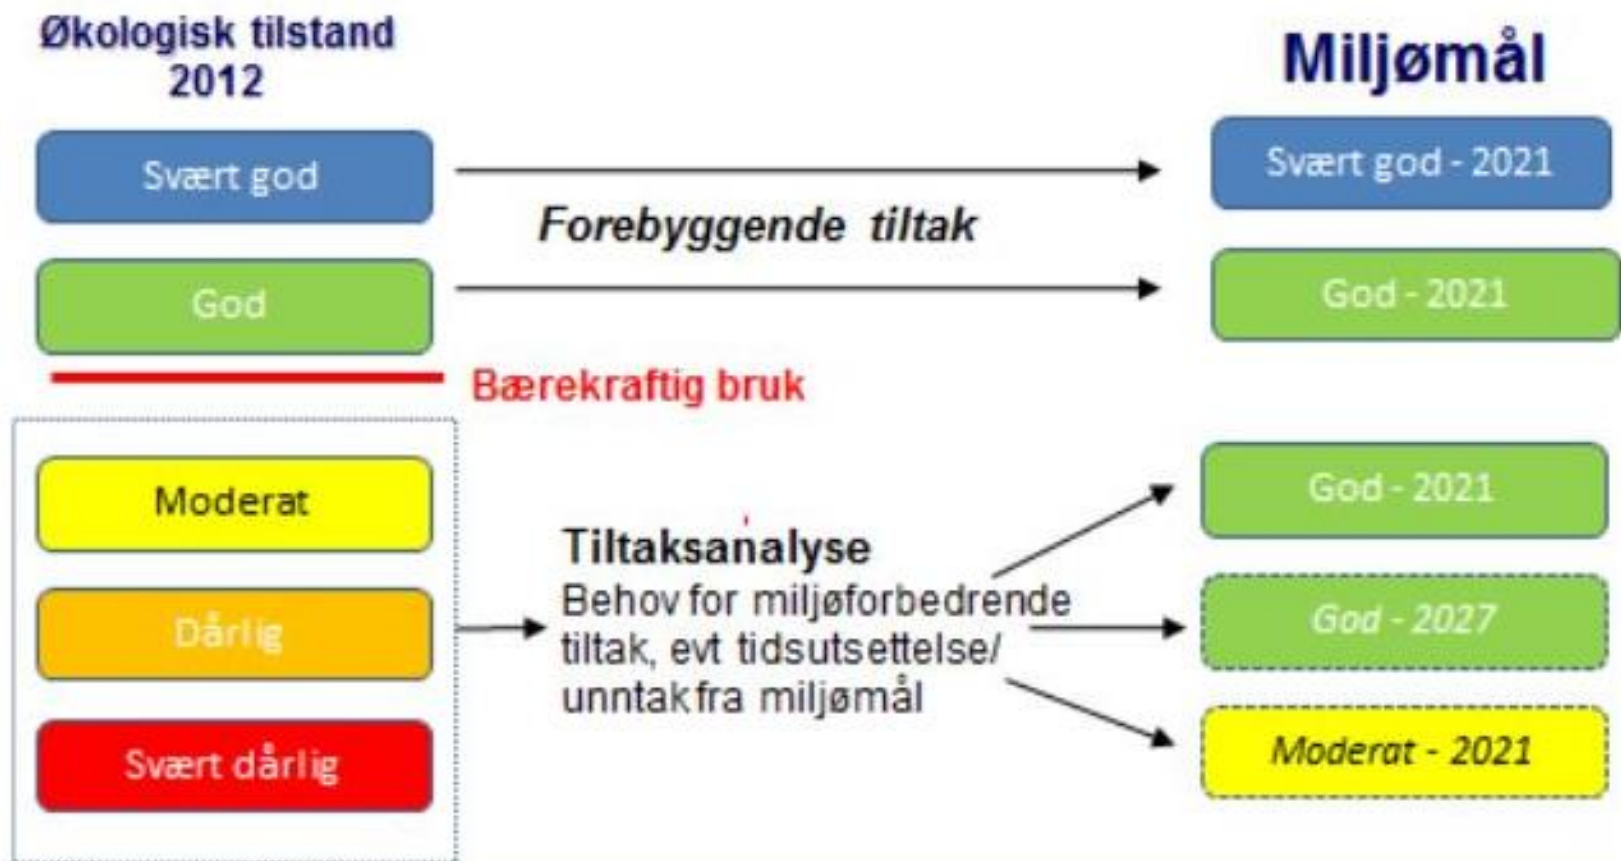 Økologisk tilstand
2012
Miljømål
Svært god
Svært god - 2021
Forebyggende tiltak
God
God - 2021
Bærekraftig bruk
Moderat
Dårlig
Svært dårlig
Tiltaksanalyse
Behov for miljøforbedrende
tiltak, evt tidsutsettelse/
unntak fra miljømål
God - 2021
God - 2027
Moderat - 2021